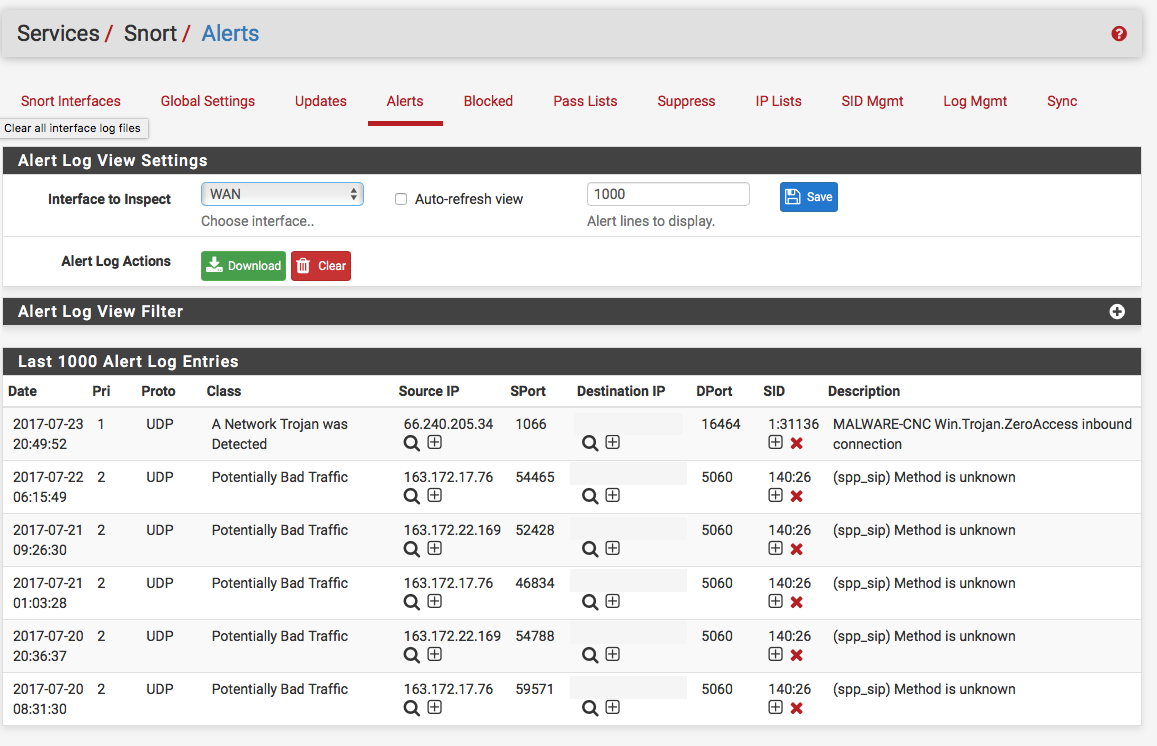 Services / Snort / Alerts
Snort Interfaces Global Settings Updates Alerts Blocked Pass Lists Suppress IP Lists SID Mgmt Log Mgmt Sync
Clear all interface log files
Alert Log View Settings
Interface to Inspect WAN Auto-refresh view 1000 Save
Choose interface.. Alert lines to display.
Alert Log Actions Download Clear
Alert Log View Filter
Last 1000 Alert Log Entries
Date Pri Proto Class Source IP SPort Destination IP DPort SID Description
2017-07-23 1 UDP A Network Trojan was 66.240.205.34 1066 16464 1:31136 MALWARE-CNC Win.Trojan.ZeroAccess inbound
20:49:52 Detected connection
2017-07-22 2 UDP Potentially Bad Traffic 163.172.17.76 54465 5060 140:26 (spp_sip) Method is unknown
06:15:49
2017-07-21 2 UDP Potentially Bad Traffic 163.172.22.169 52428 5060 140:26 (spp_sip) Method is unknown
09:26:30
2017-07-21 2 UDP Potentially Bad Traffic 163.172.17.76 46834 5060 140:26 (spp_sip) Method is unknown
01:03:28
2017-07-20 2 UDP Potentially Bad Traffic 163.172.22.169 54788 5060 140:26 (spp_sip) Method is unknown
20:36:37
2017-07-20 2 UDP Potentially Bad Traffic 163.172.17.76 59571 5060 140:26 (spp_sip) Method is unknown
08:31:30